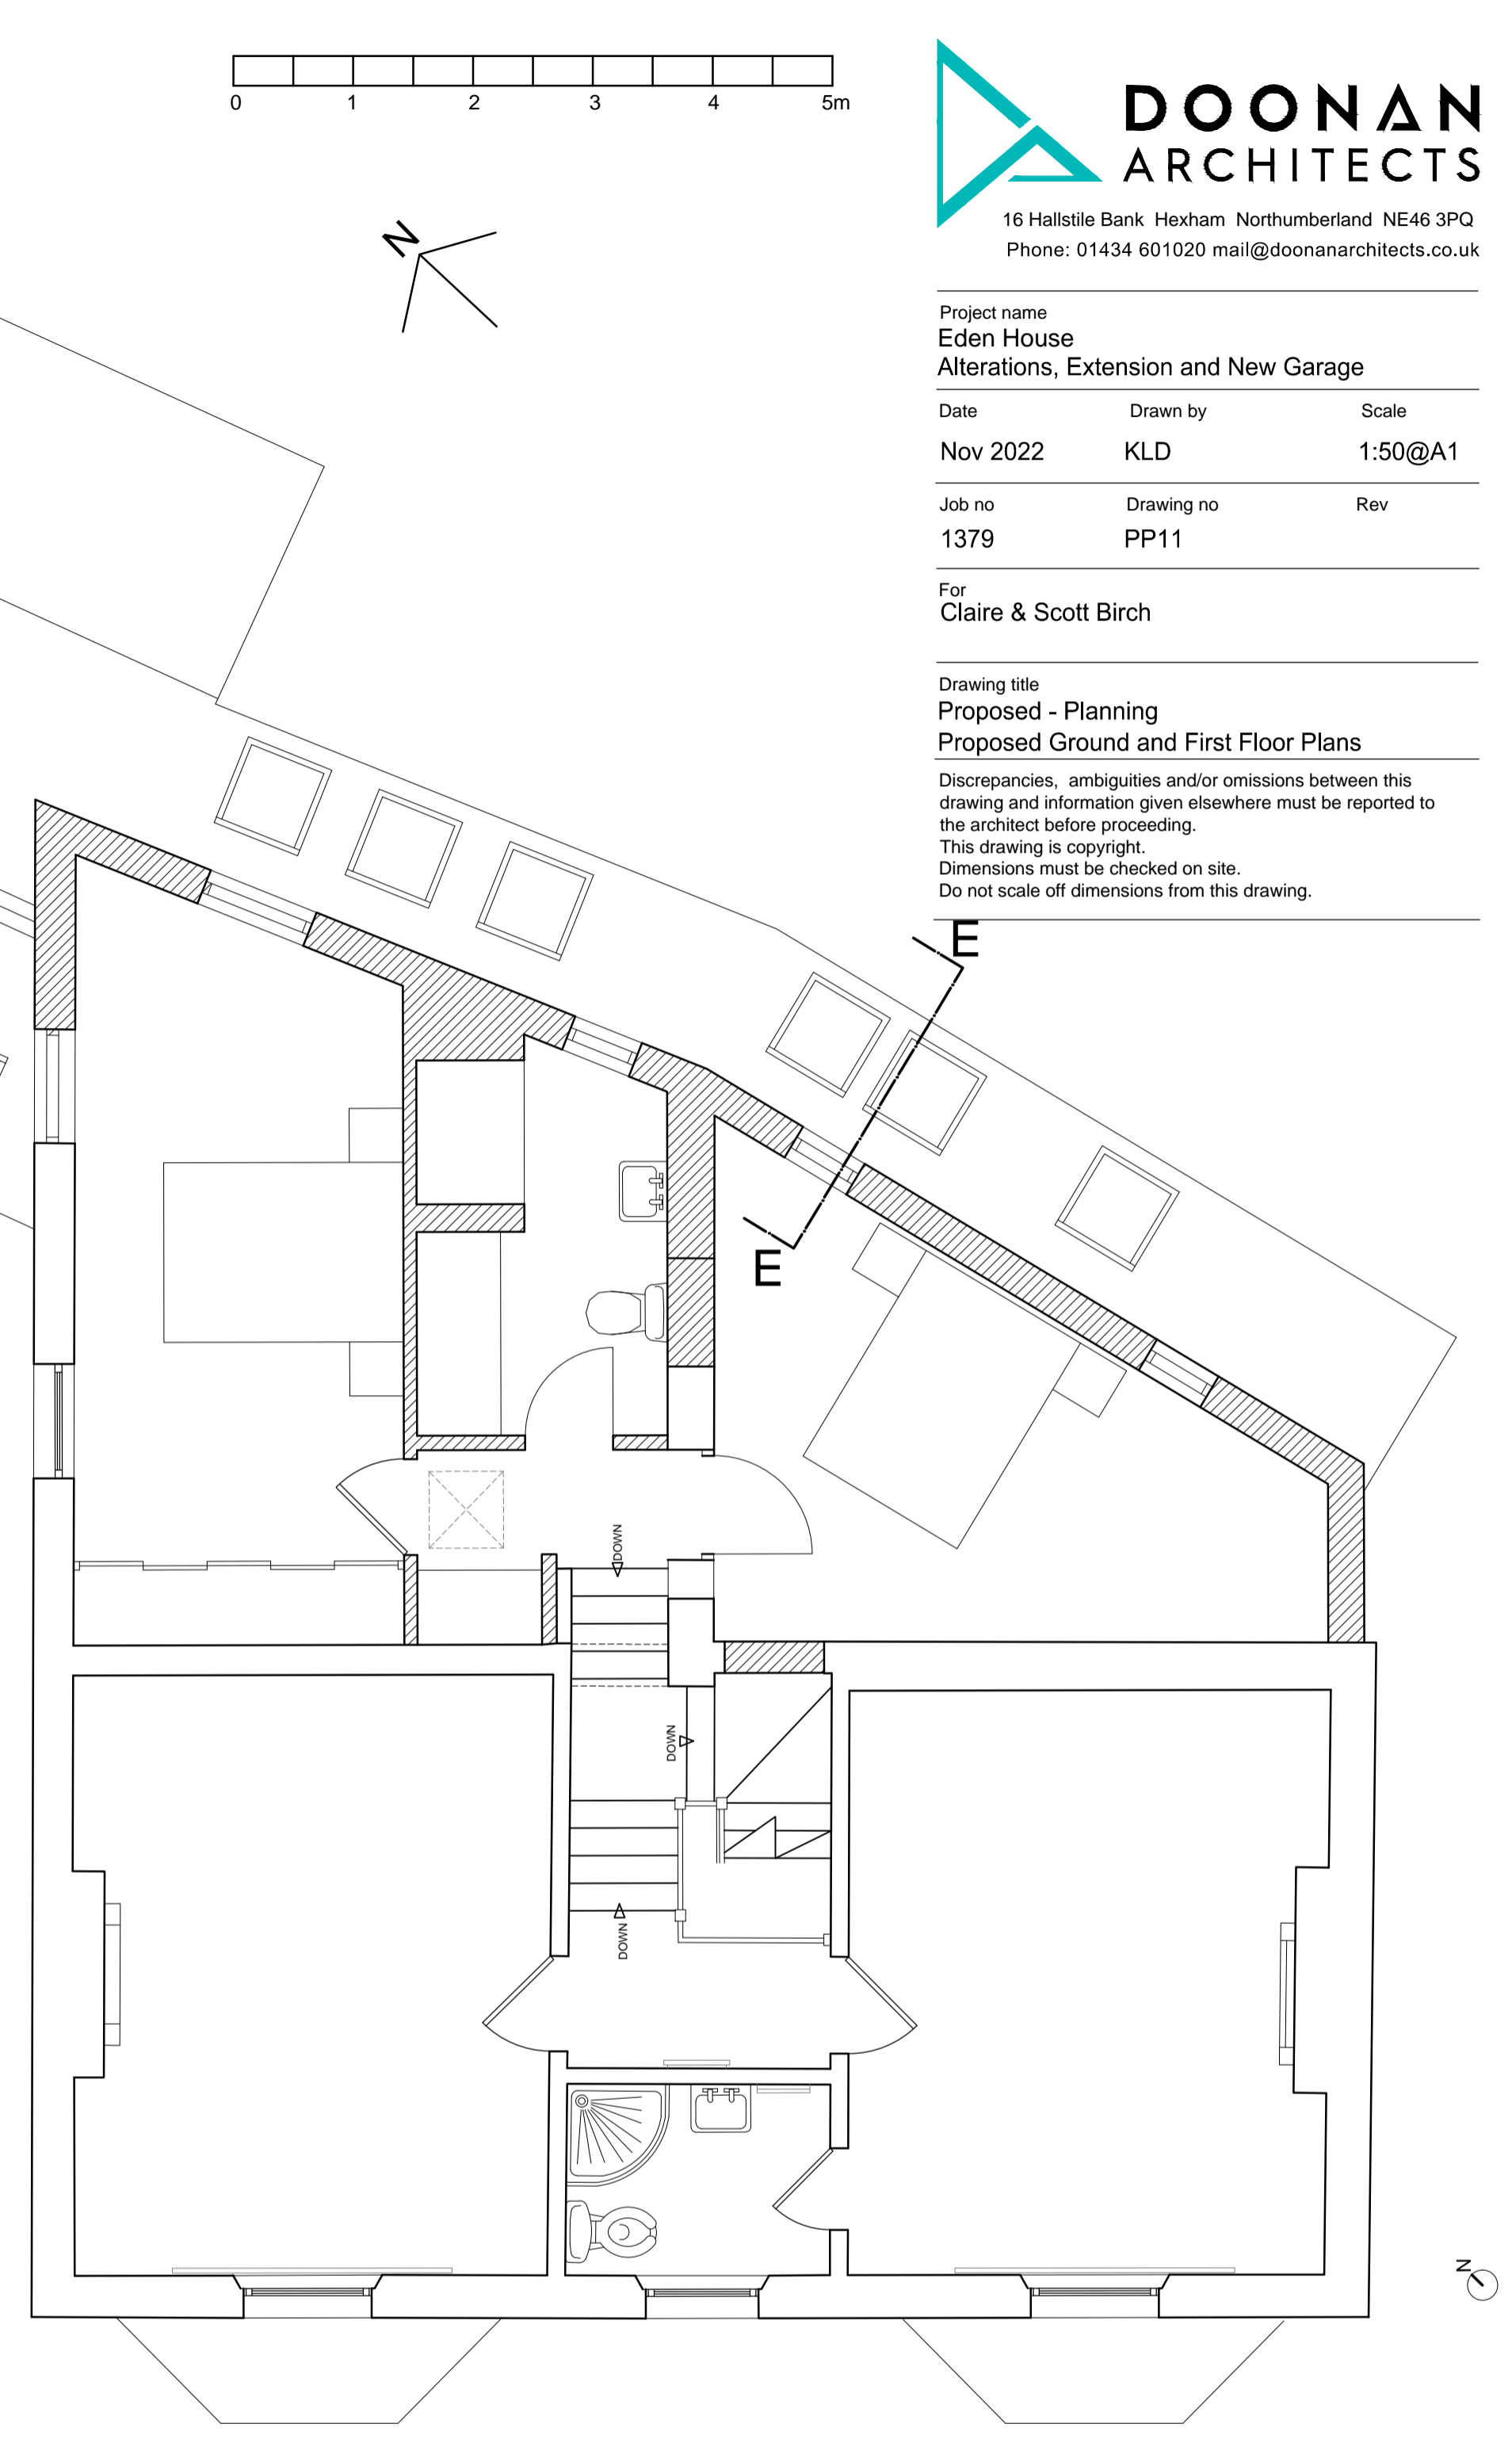 0 1 2 3 4 5m
N
DOONAN
ARCHITECTS
16 Hallstile Bank Hexham Northumberland NE46 3PQ
Phone: 01434 601020 mail@doonanarchitects.co.uk
Project name
Eden House
Alterations, Extension and New Garage
Date Drawn by Scale
Nov 2022 KLD 1:50@A1
Job no Drawing no Rev
1379 PP11
For
Claire & Scott Birch
Drawing title
Proposed - Planning
Proposed Ground and First Floor Plans
Discrepancies, ambiguities and/or omissions between this
drawing and information given elsewhere must be reported to
the architect before proceeding.
This drawing is copyright.
Dimensions must be checked on site.
Do not scale off dimensions from this drawing.
E
E
DOWN
DOWN
DOWN
N